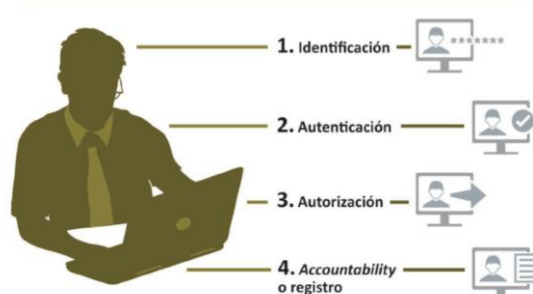 1. Identificación
********
2. Autenticación
3. Autorización
4. Accountability
o registro